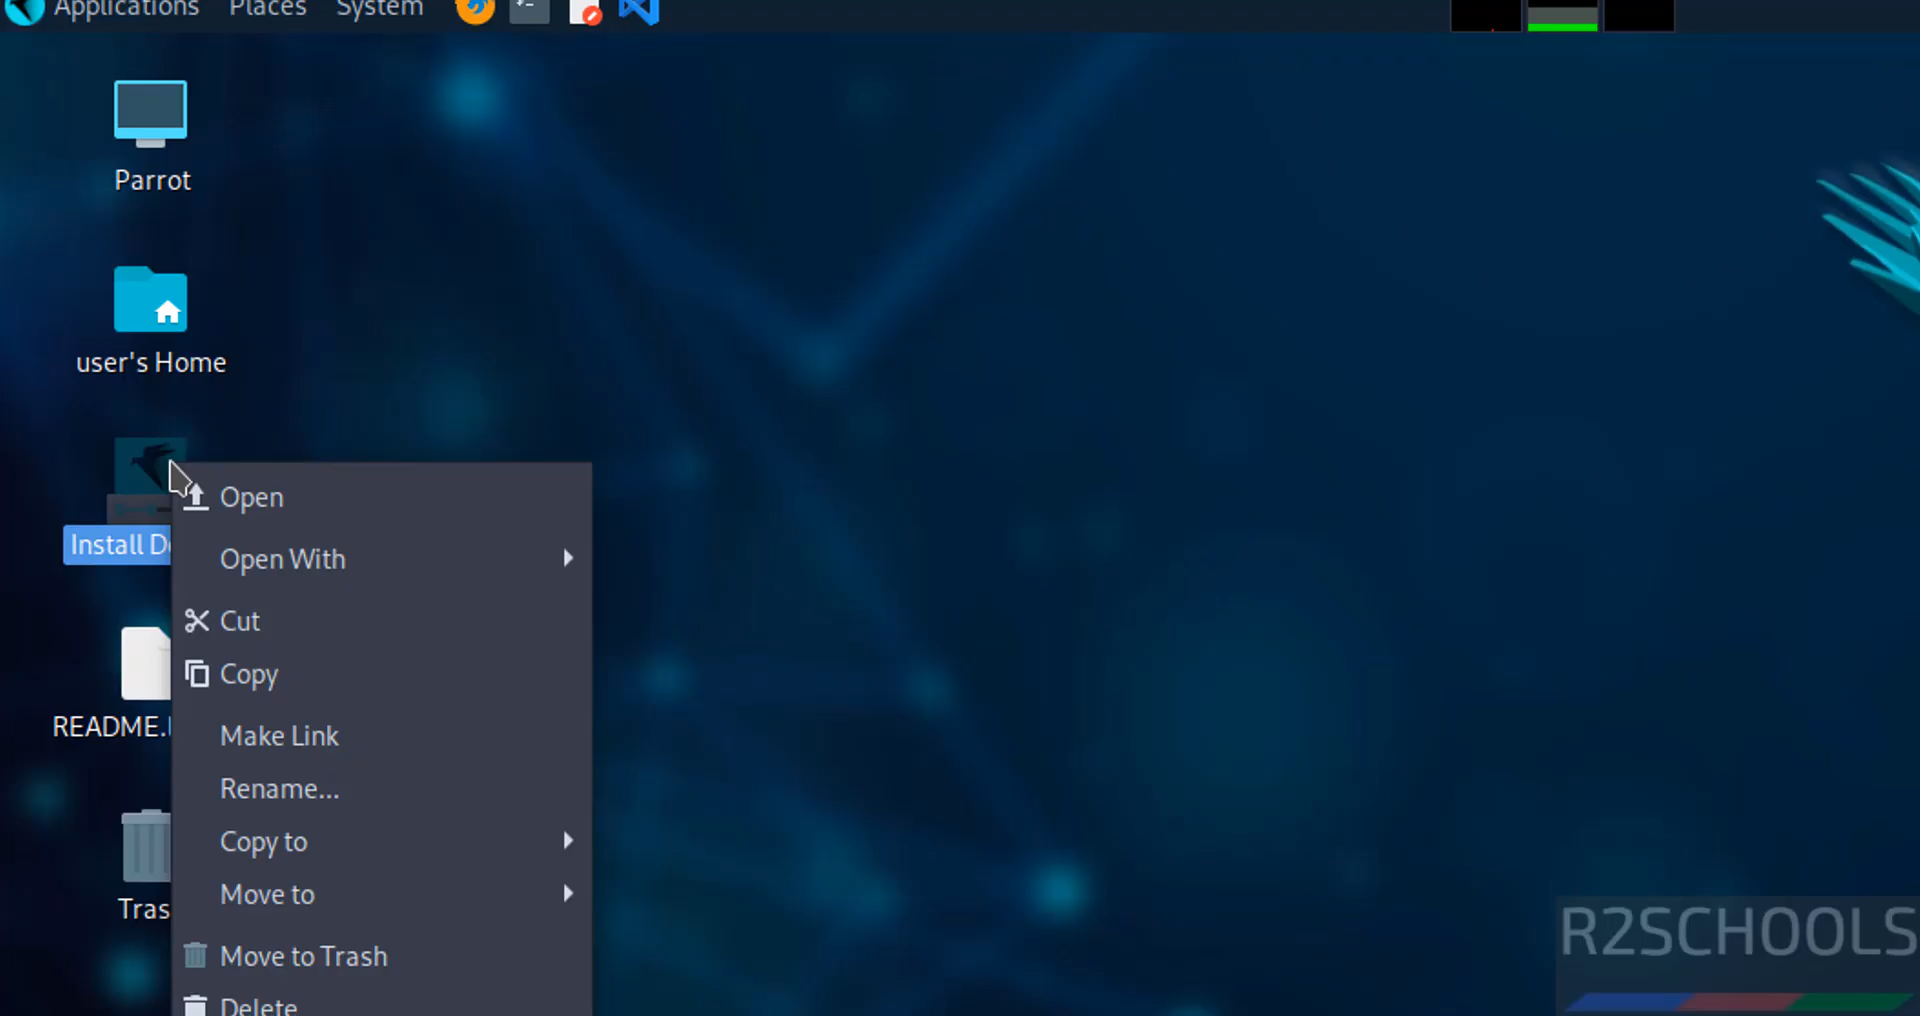 Applications Places System
Parrot
user's Home
Install
README.
Tras
Open
Open With
Cut
Copy
Make Link
Rename...
Copy to
Move to
Move to Trash
Delete
R2SCHOOLS